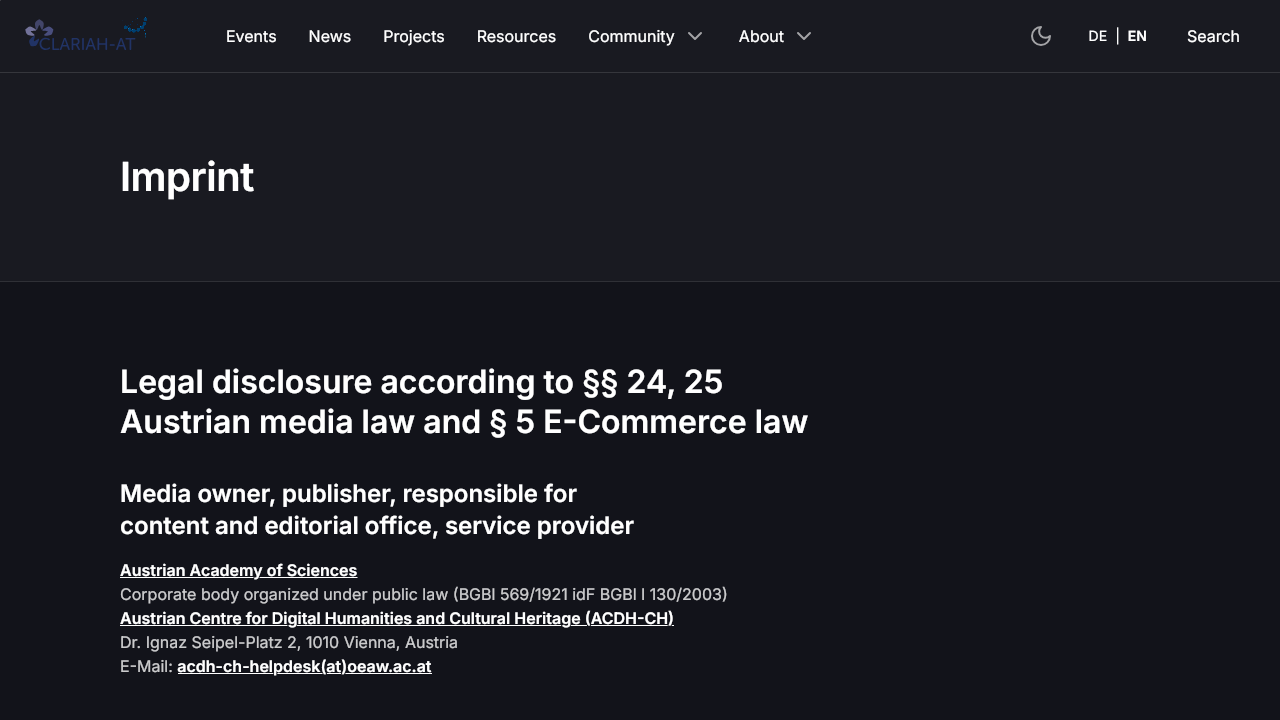 CLARIAH-AT
Events
News
Projects
Resources
Community
About
DE | EN
Search
Imprint
Legal disclosure according to §§ 24, 25
Austrian media law and § 5 E-Commerce law
Media owner, publisher, responsible for
content and editorial office, service provider
Austrian Academy of Sciences
Corporate body organized under public law (BGBl 569/1921 idF BGBl I 130/2003)
Austrian Centre for Digital Humanities and Cultural Heritage (ACDH-CH)
Dr. Ignaz Seipel-Platz 2, 1010 Vienna, Austria
E-Mail: acdh-ch-helpdesk(at)oeaw.ac.at